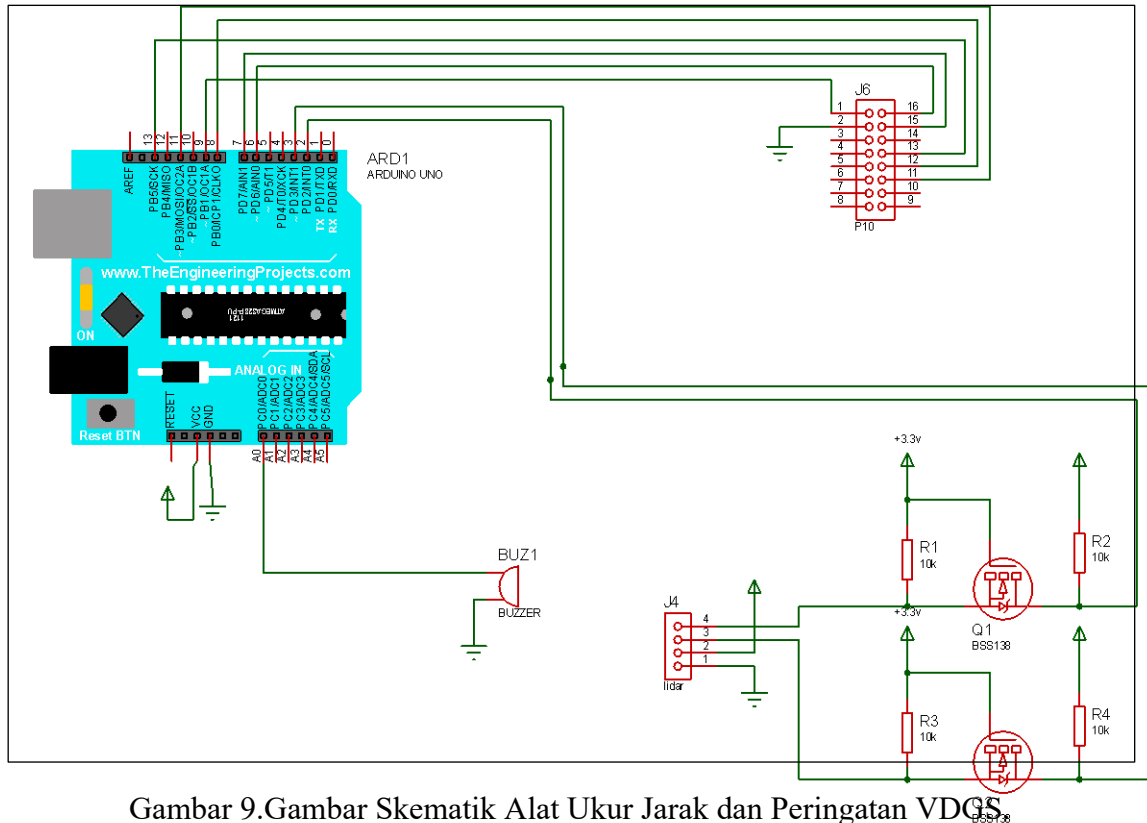 J6
1
2
3
4
5
6
7
8
16
15
14
13
12
11
10
9
P10
13
12
11
10
9
8
7
6
5
4
3
2
1
0
AREF
PB5/SCK
PB4/MISO
~PB3/MOSI/OC2A
~PB2/SS/OC1B
~PB1/OC1A
PB0/ICP1/CLKO
PD7/AIN1
~PD6/AIN0
~PD5/T1
PD4/T0/XCK
~PD3/INT1
PD2/INT0
PD1/TXD
PD0/RXD
TX
RX
ARD1
ARDUINO UNO
www.TheEngineeringProjects.com
1121
ON
ANALOG IN
RESET
VCC
GND
PC0/ADC0
PC1/ADC1
PC2/ADC2
PC3/ADC3
PC4/ADC4/SDA
PC5/ADC5/SCL
Reset BTN
A0
A1
A2
A3
A4
A5
BUZ1
BUZZER
J4
4
3
2
1
lidar
+3.3v
R1
10k
R2
10k
Q1
BSS138
+3.3v
R3
10k
R4
10k
Gambar 9.Gambar Skematik Alat Ukur Jarak dan Peringatan VDGS.
BSS138